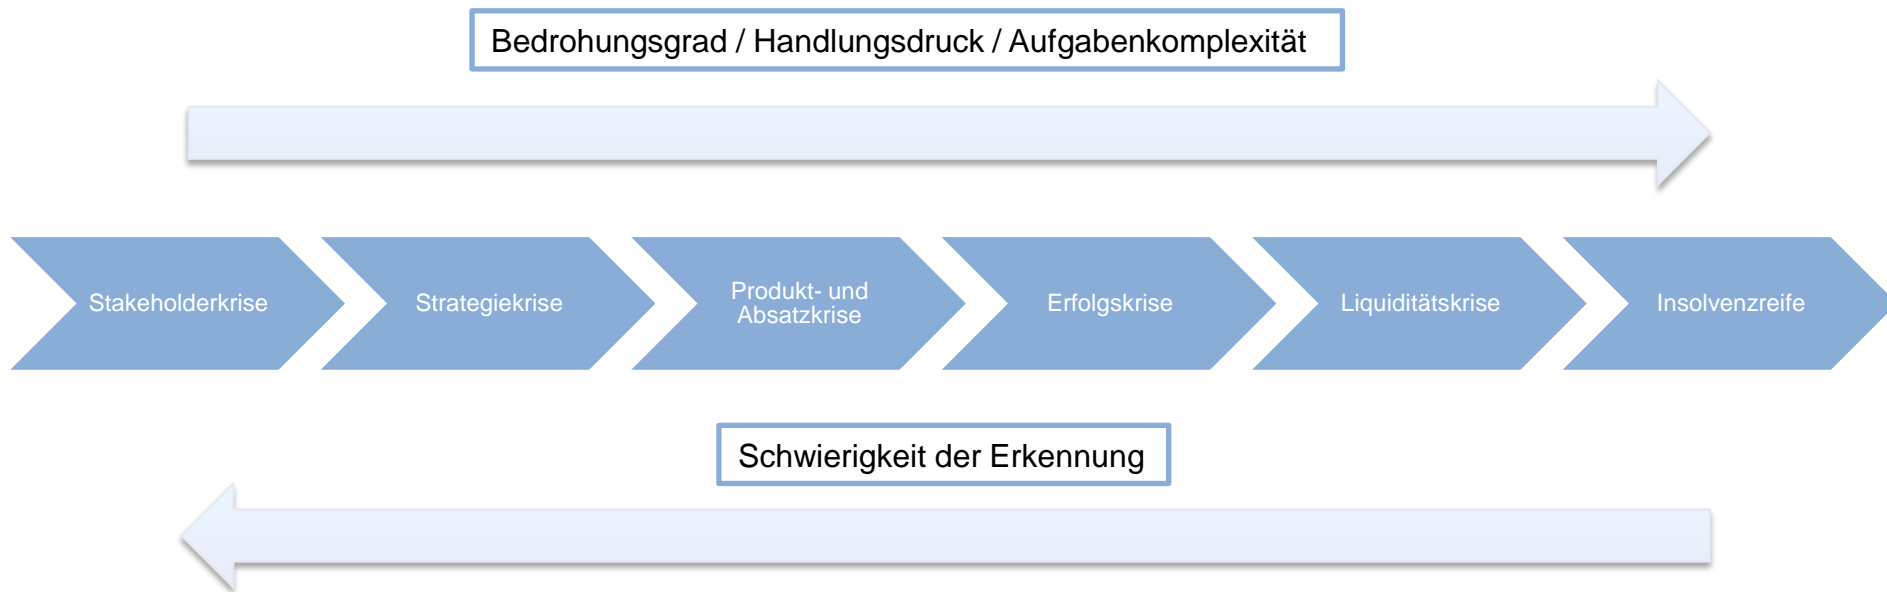 Bedrohungsgrad / Handlungsdruck / Aufgabenkomplexität
Stakeholderkrise
Strategiekrise
Produkt- und
Absatzkrise
Erfolgskrise
Liquiditätskrise
Insolvenzreife
Schwierigkeit der Erkennung